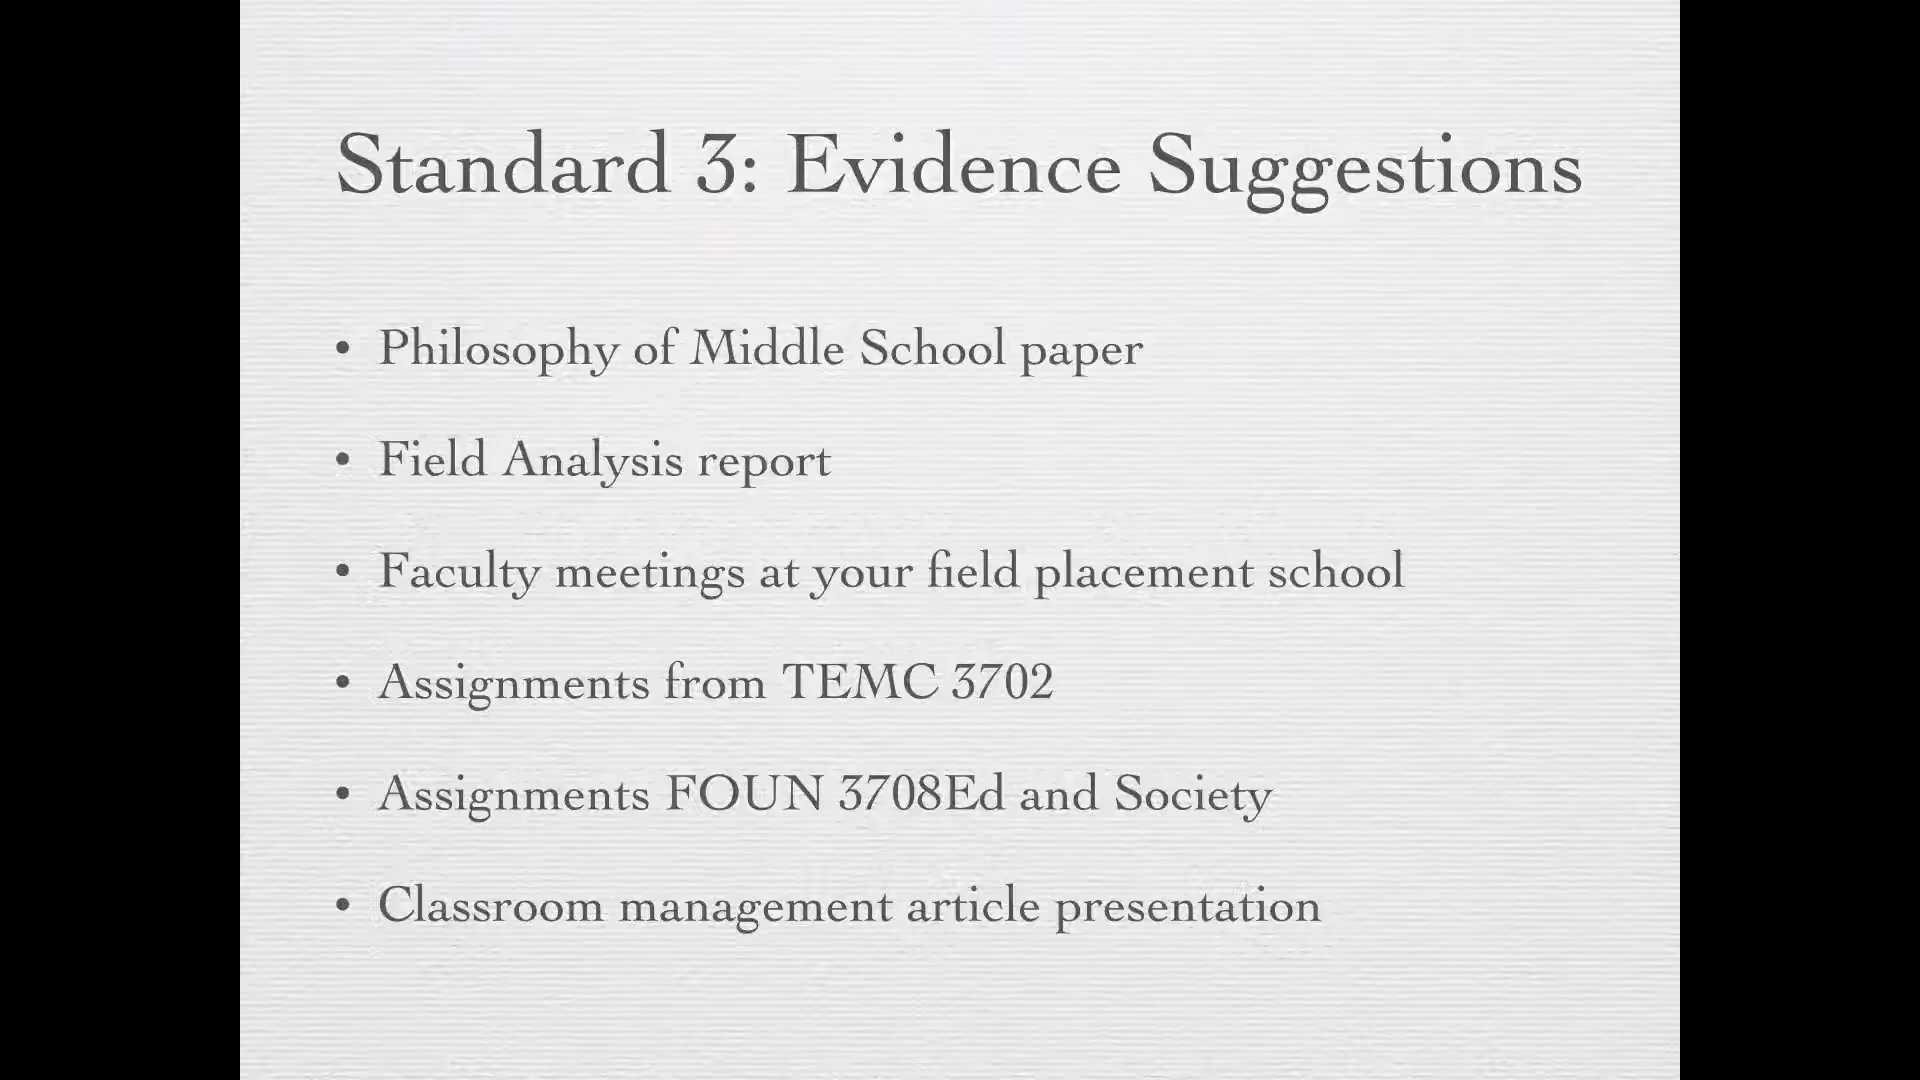 Standard 3: Evidence Suggestions
• Philosophy of Middle School paper
• Field Analysis report
• Faculty meetings at your field placement school
• Assignments from TEMC 3702
• Assignments FOUN 3708Ed and Society
• Classroom management article presentation